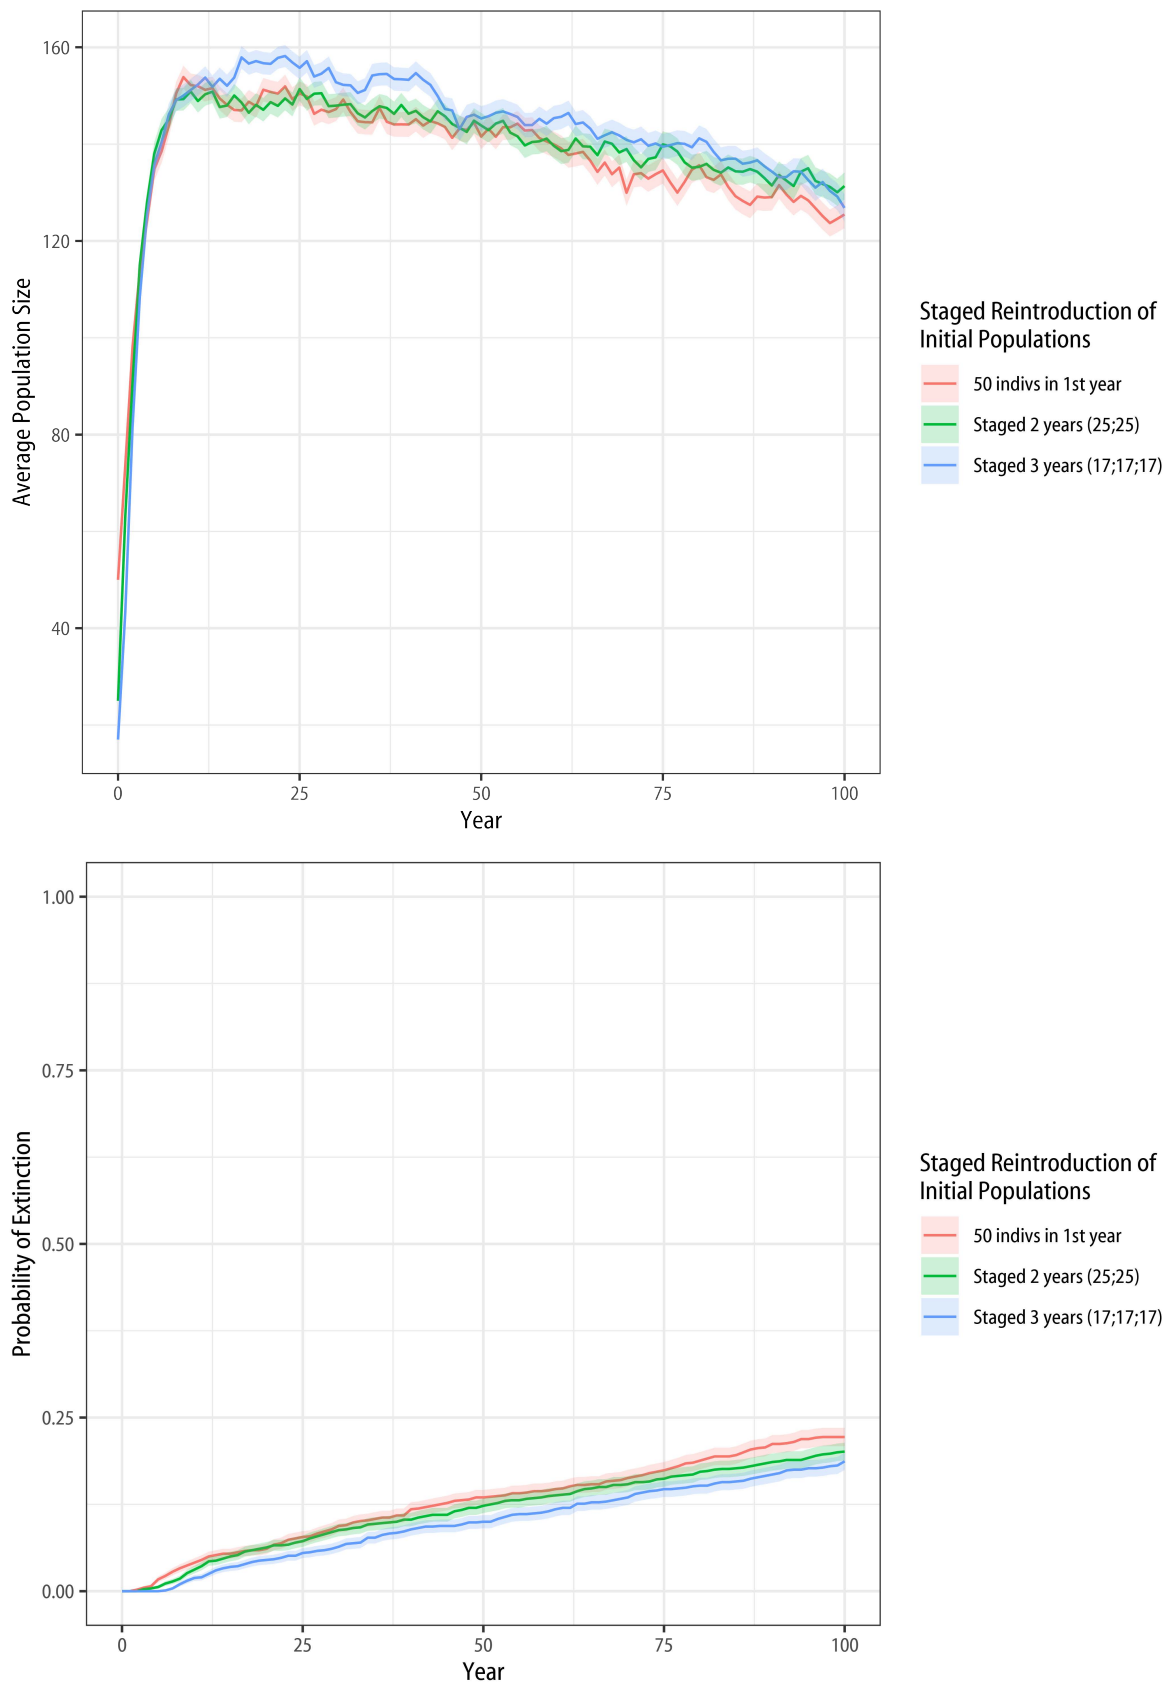 160
120
80
40
Average Population Size
0 25 50 75 100
Year
Staged Reintroduction of
Initial Populations
50 indivs in 1st year
Staged 2 years (25;25)
Staged 3 years (17;17;17)
1.00
0.75
0.50
0.25
0.00
Probability of Extinction
0 25 50 75 100
Year
Staged Reintroduction of
Initial Populations
50 indivs in 1st year
Staged 2 years (25;25)
Staged 3 years (17;17;17)